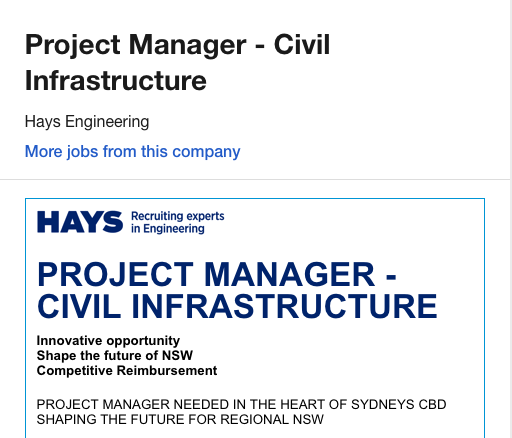 Project Manager - Civil
Infrastructure
Hays Engineering
More jobs from this company
HAYS Recruiting experts
in Engineering
PROJECT MANAGER -
CIVIL INFRASTRUCTURE
Innovative opportunity
Shape the future of NSW
Competitive Reimbursement
PROJECT MANAGER NEEDED IN THE HEART OF SYDNEYS CBD
SHAPING THE FUTURE FOR REGIONAL NSW